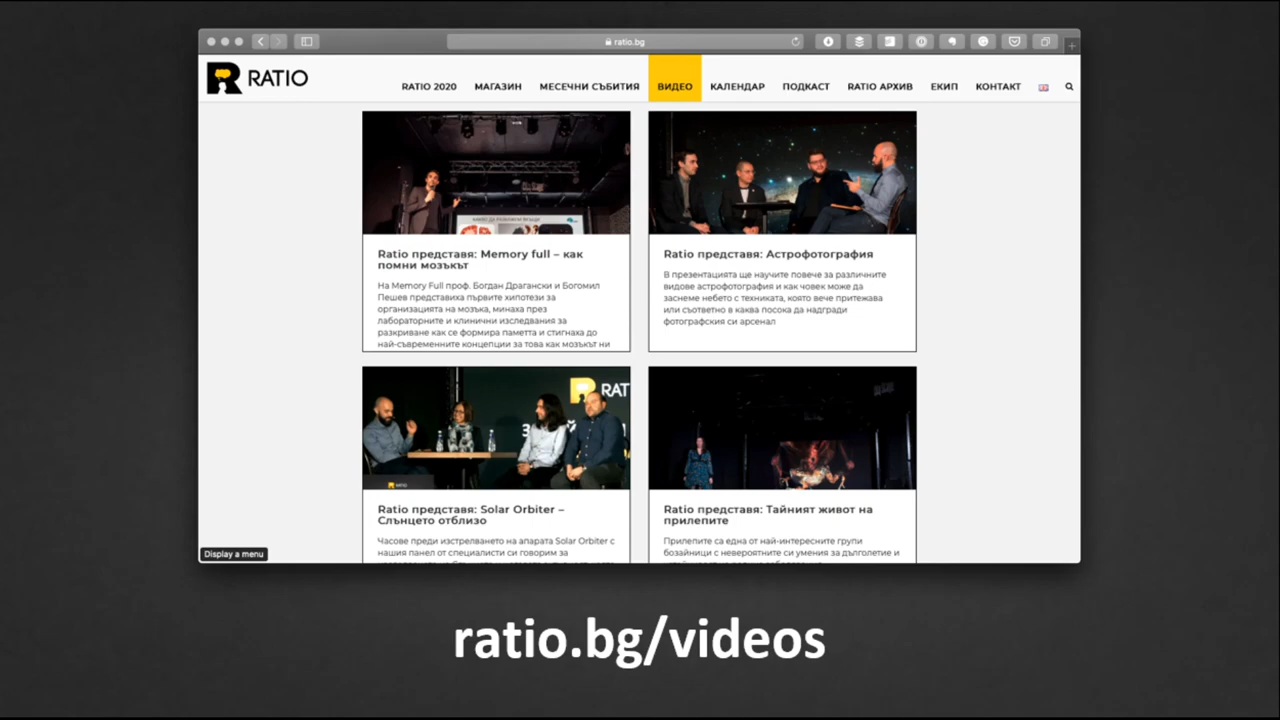 ratio.bg
RATIO
RATIO 2020
МАГАЗИН
МЕСЕЧНИ СЪБИТИЯ
ВИДЕО
КАЛЕНДАР
ПОДКАСТ
RATIO АРХИВ
ЕКИП
КОНТАКТ
Ratio представя: Memory full – как
помни мозъкът
На Memory Full проф. Богдан Драгански и Богомил
Пешев представиха първите хипотези за
организацията на мозъка, минаха през
лабораторните и клинични изследвания за
разкриване как се формира паметта и стигнаха до
най-съвременните концепции за това как мозъкът ни
Ratio представя: Астрофотография
В презентацията ще научите повече за различните
видове астрофотография и как човек може да
заснеме небето с техниката, която вече притежава
или съответно в каква посока да надгради
фотографския си арсенал
RAT
Ratio представя: Solar Orbiter –
Слънцето отблизо
Часове преди изстрелването на апарата Solar Orbiter с
нашия панел от специалисти си говорим за
Ratio представя: Тайният живот на
прилепите
Прилепите са една от най-интересните групи
бозайници с невероятните си умения за дълголетие и
Display a menu
ratio.bg/videos